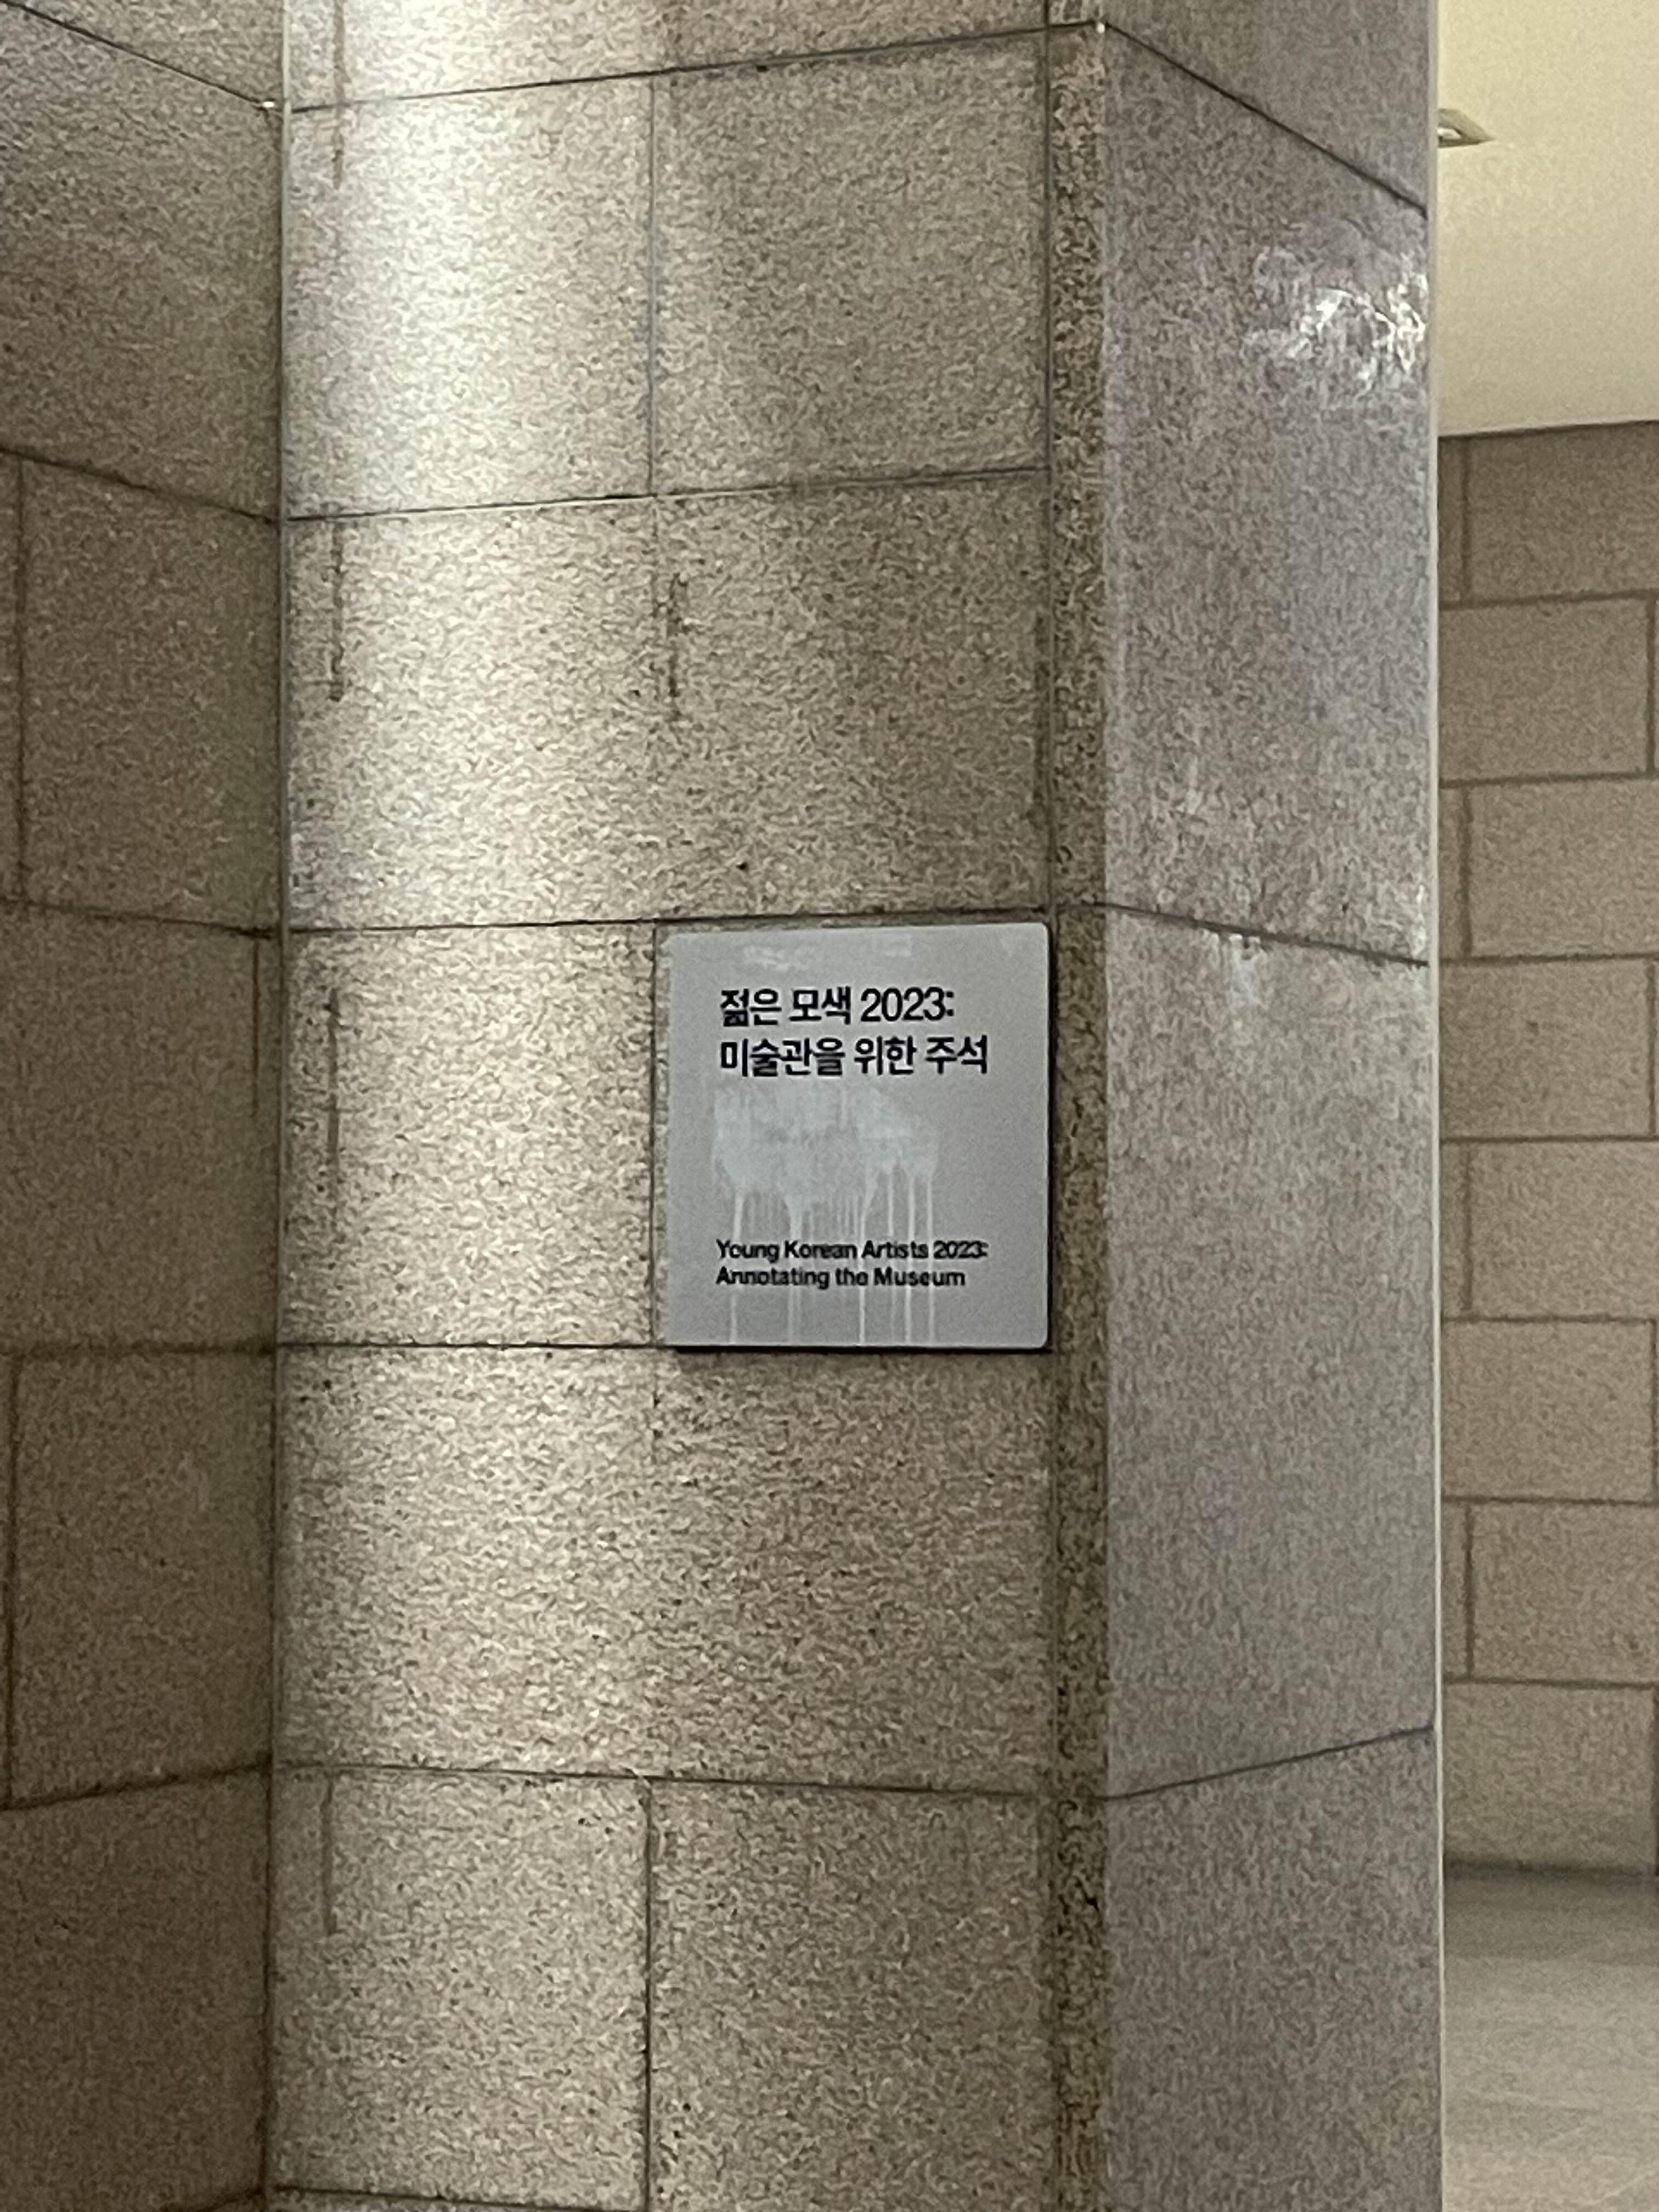 젊은 모색 2023:
미술관을 위한 주석
Young Korean Artists 2023:
Annotating the Museum